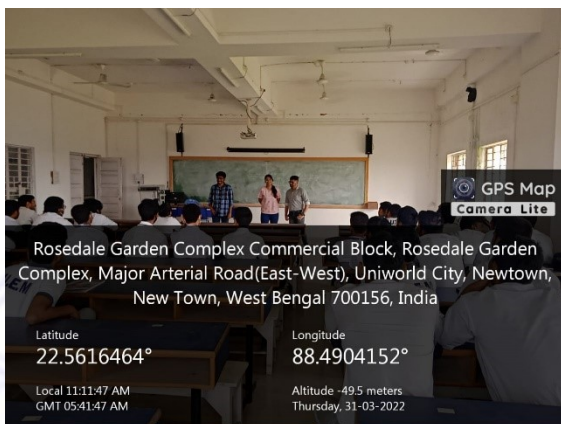 GPS Map
Camera Lite
Rosedale Garden Complex Commercial Block, Rosedale Garden
Complex, Major Arterial Road(East-West), Uniworld City, Newtown,
New Town, West Bengal 700156, India
Latitude
22.5616464°
Longitude
88.4904152°
Local 11:11:47 AM
GMT 05:41:47 AM
Altitude -49.5 meters
Thursday, 31-03-2022